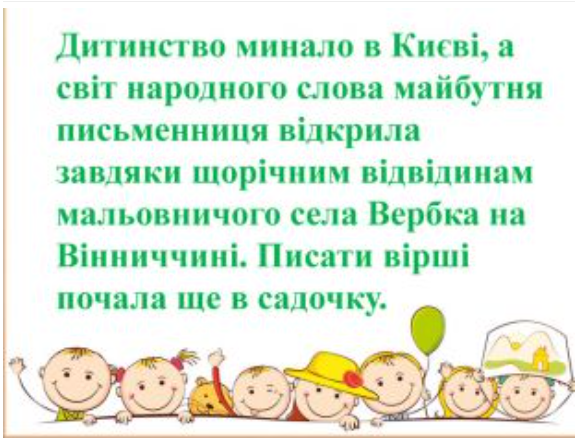 Дитинство минало в Києві, а
світ народного слова майбутня
письменниця відкрила
завдяки щорічним відвідинам
мальовничого села Вербка на
Вінниччині. Писати вірші
почала ще в садочку.